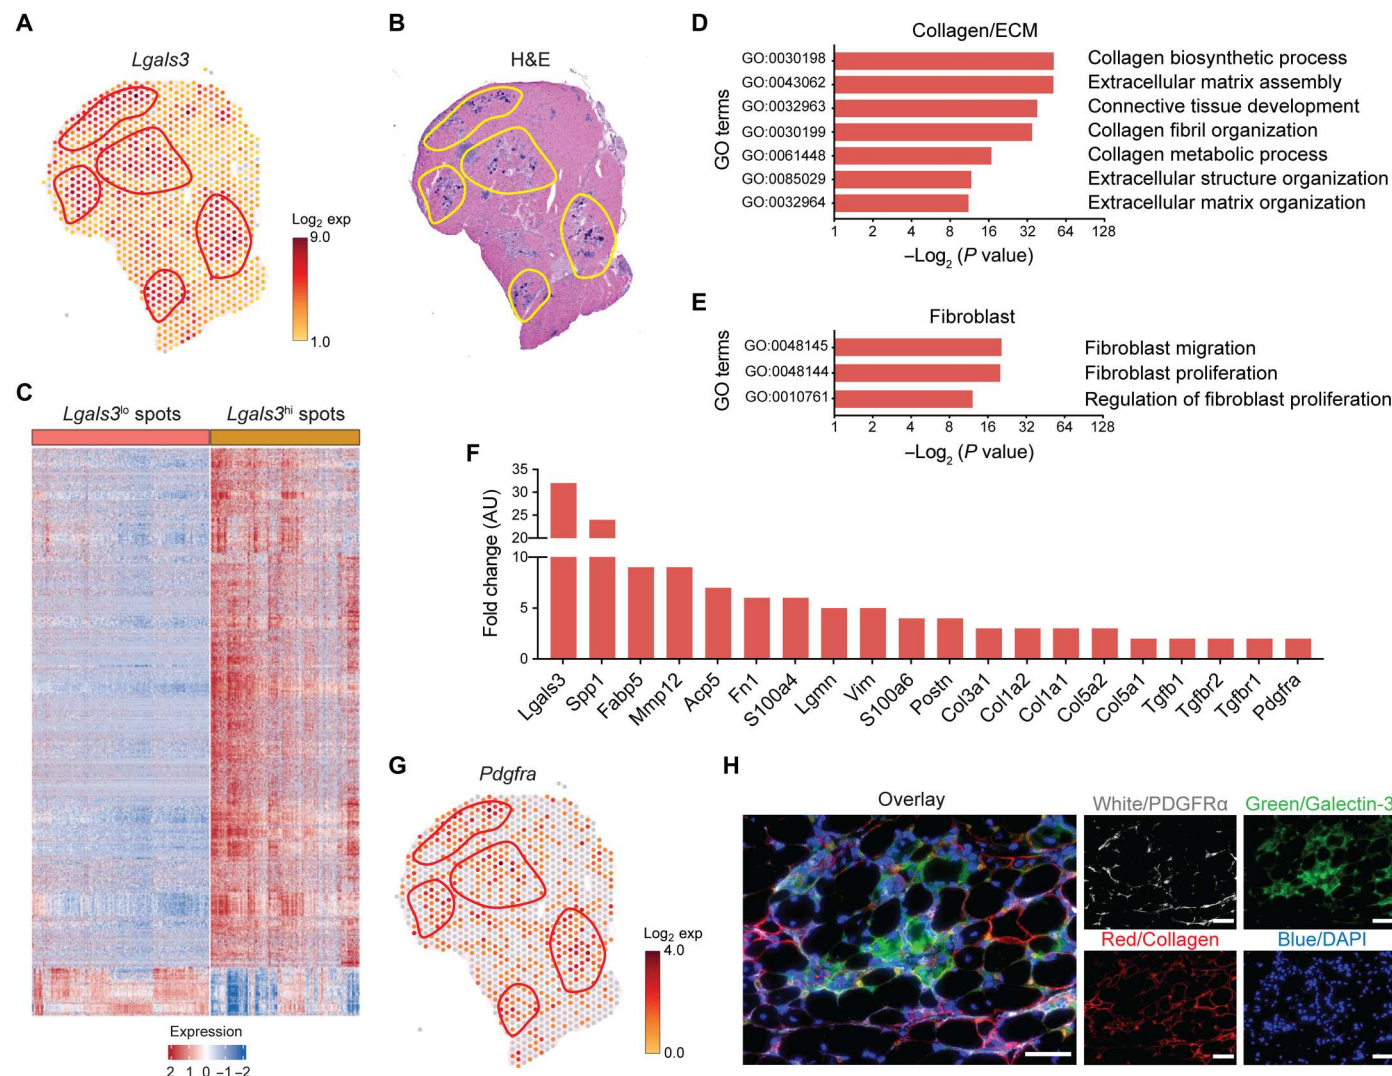 A
Lgals3
Log2 exp
9.0
1.0
B
H&E
C
Lgals3lo spots
Lgals3hi spots
Expression
2 1 0 −1 −2
D
Collagen/ECM
GO terms
GO:0030198 Collagen biosynthetic process
GO:0043062 Extracellular matrix assembly
GO:0032963 Connective tissue development
GO:0030199 Collagen fibril organization
GO:0061448 Collagen metabolic process
GO:0085029 Extracellular structure organization
GO:0032964 Extracellular matrix organization
1 2 4 8 16 32 64 128
−Log2 (P value)
E
Fibroblast
GO terms
GO:0048145 Fibroblast migration
GO:0048144 Fibroblast proliferation
GO:0010761 Regulation of fibroblast proliferation
1 2 4 8 16 32 64 128
−Log2 (P value)
F
Fold change (AU)
35
30
25
20
10
5
0
Lgals3 Spp1 Fabp5 Mmp12 Acp5 Fn1 S100a4 Lgmn Vim S100a6 Postn Col3a1 Col1a2 Col1a1 Col5a2 Col5a1 Tgfb1 Tgfbr2 Tgfbr1 Pdgfra
G
Pdgfra
Log2 exp
4.0
0.0
H
Overlay
White/PDGFRα
Green/Galectin-3
Red/Collagen
Blue/DAPI